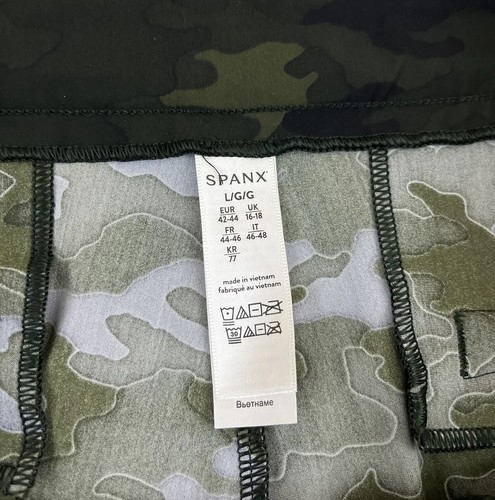 SPANX
L/G/G
EUR UK
42-44 16-18
FR IT
44-46 46-48
KR
77
made in vietnam
fabriqué au vietnam
30
Вьетнаме